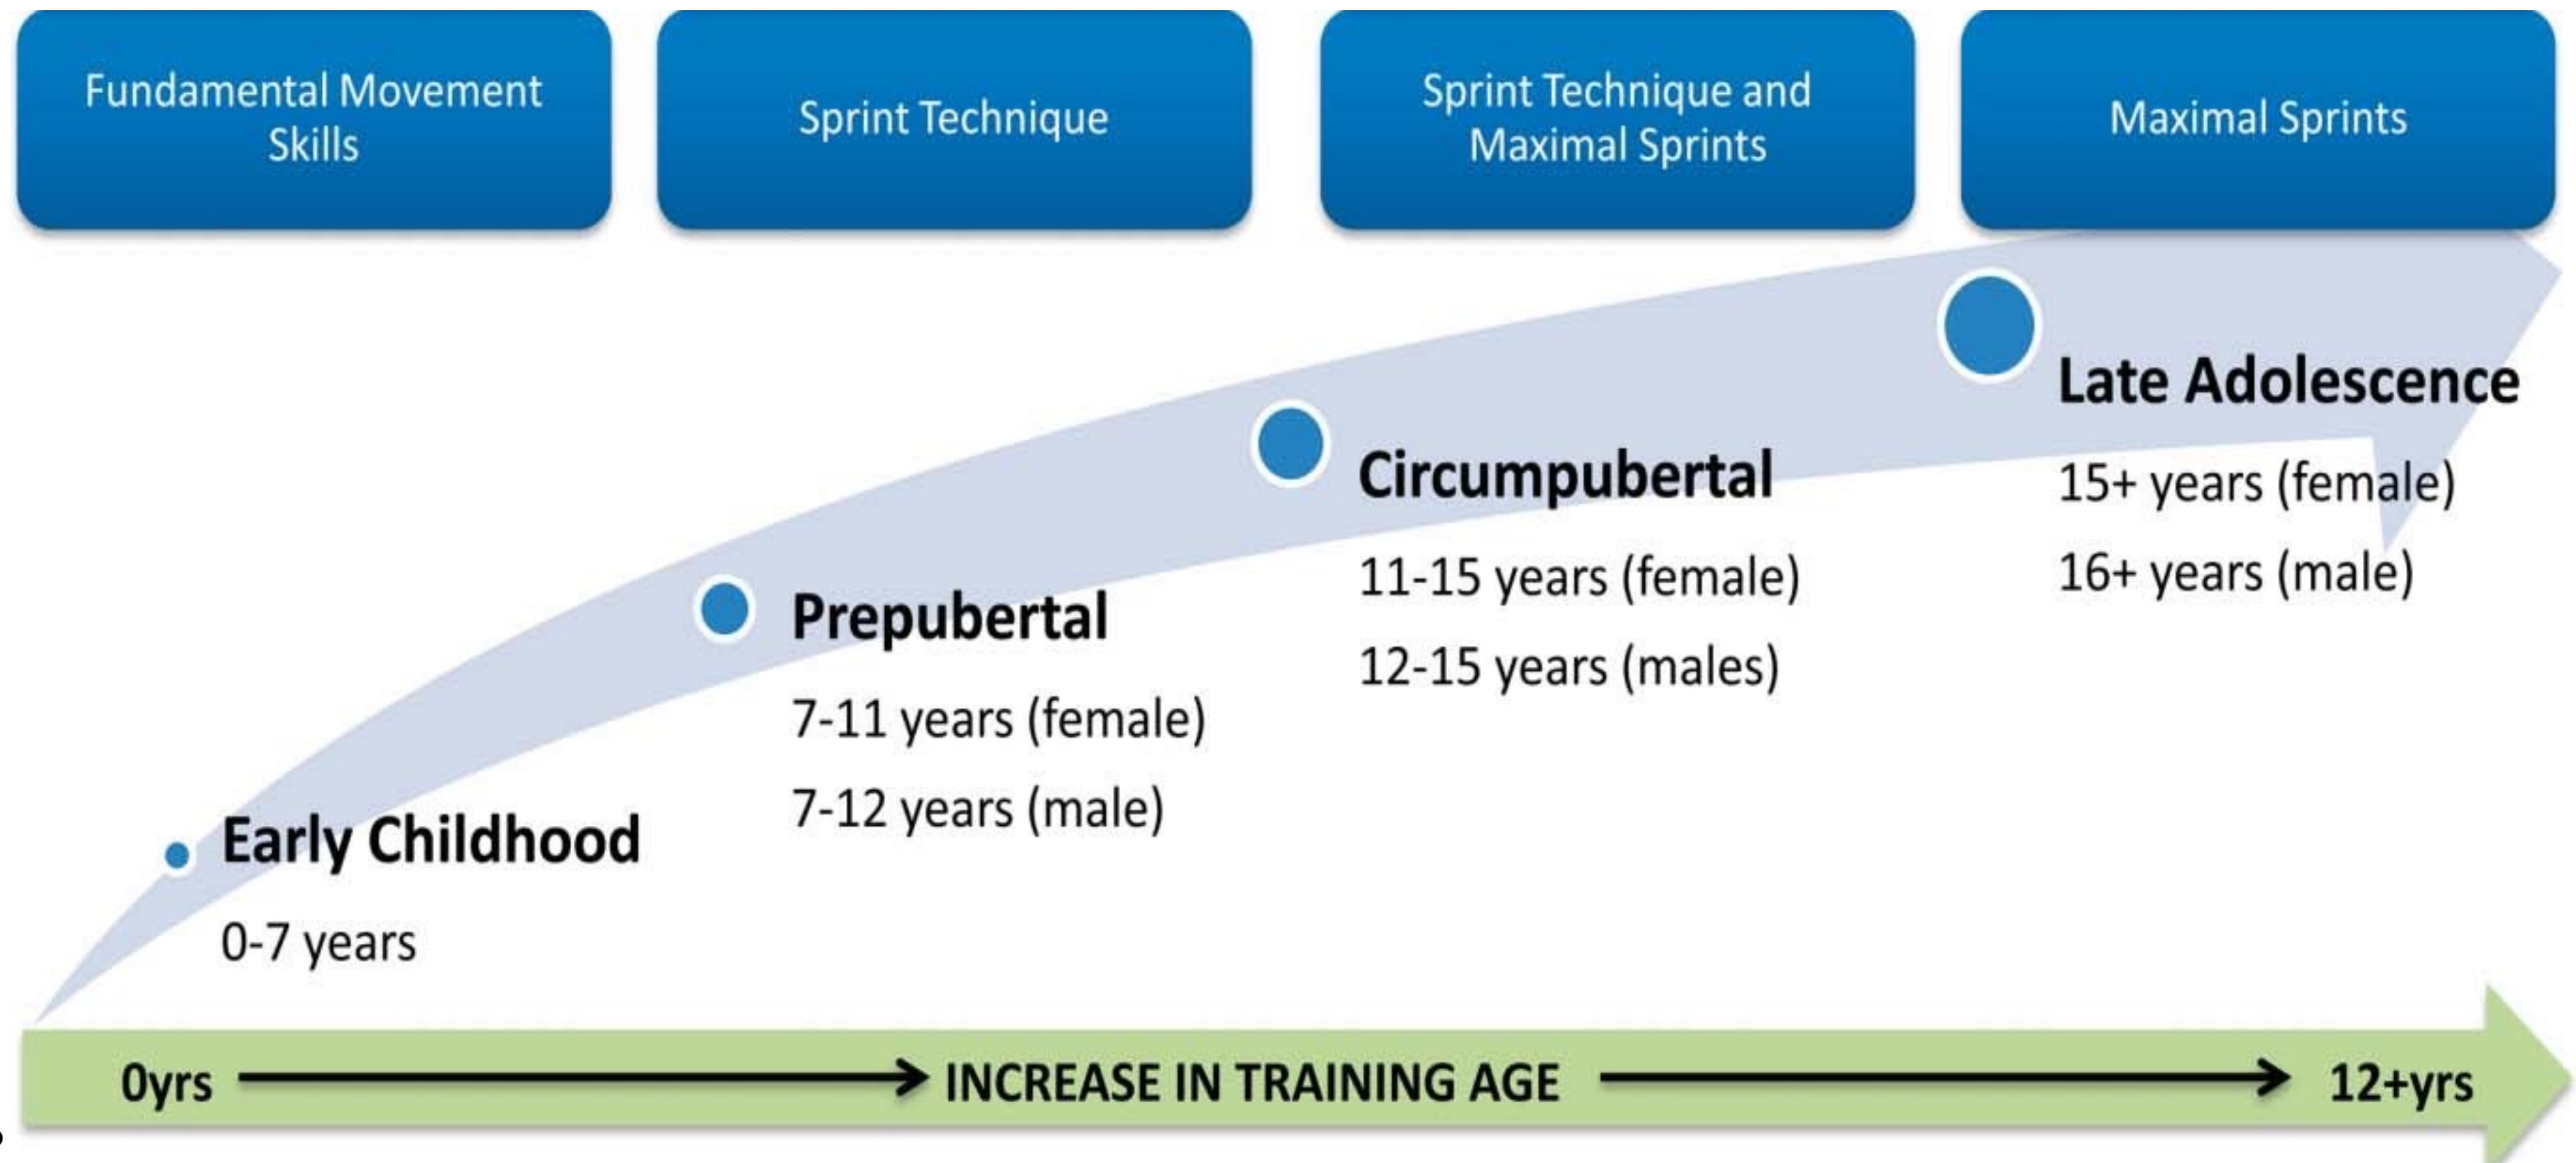 Fundamental Movement
Skills
Sprint Technique
Sprint Technique and
Maximal Sprints
Maximal Sprints
Late Adolescence
15+ years (female)
16+ years (male)
Circumpubertal
11-15 years (female)
12-15 years (males)
Prepubertal
7-11 years (female)
7-12 years (male)
Early Childhood
0-7 years
0yrs INCREASE IN TRAINING AGE 12+yrs